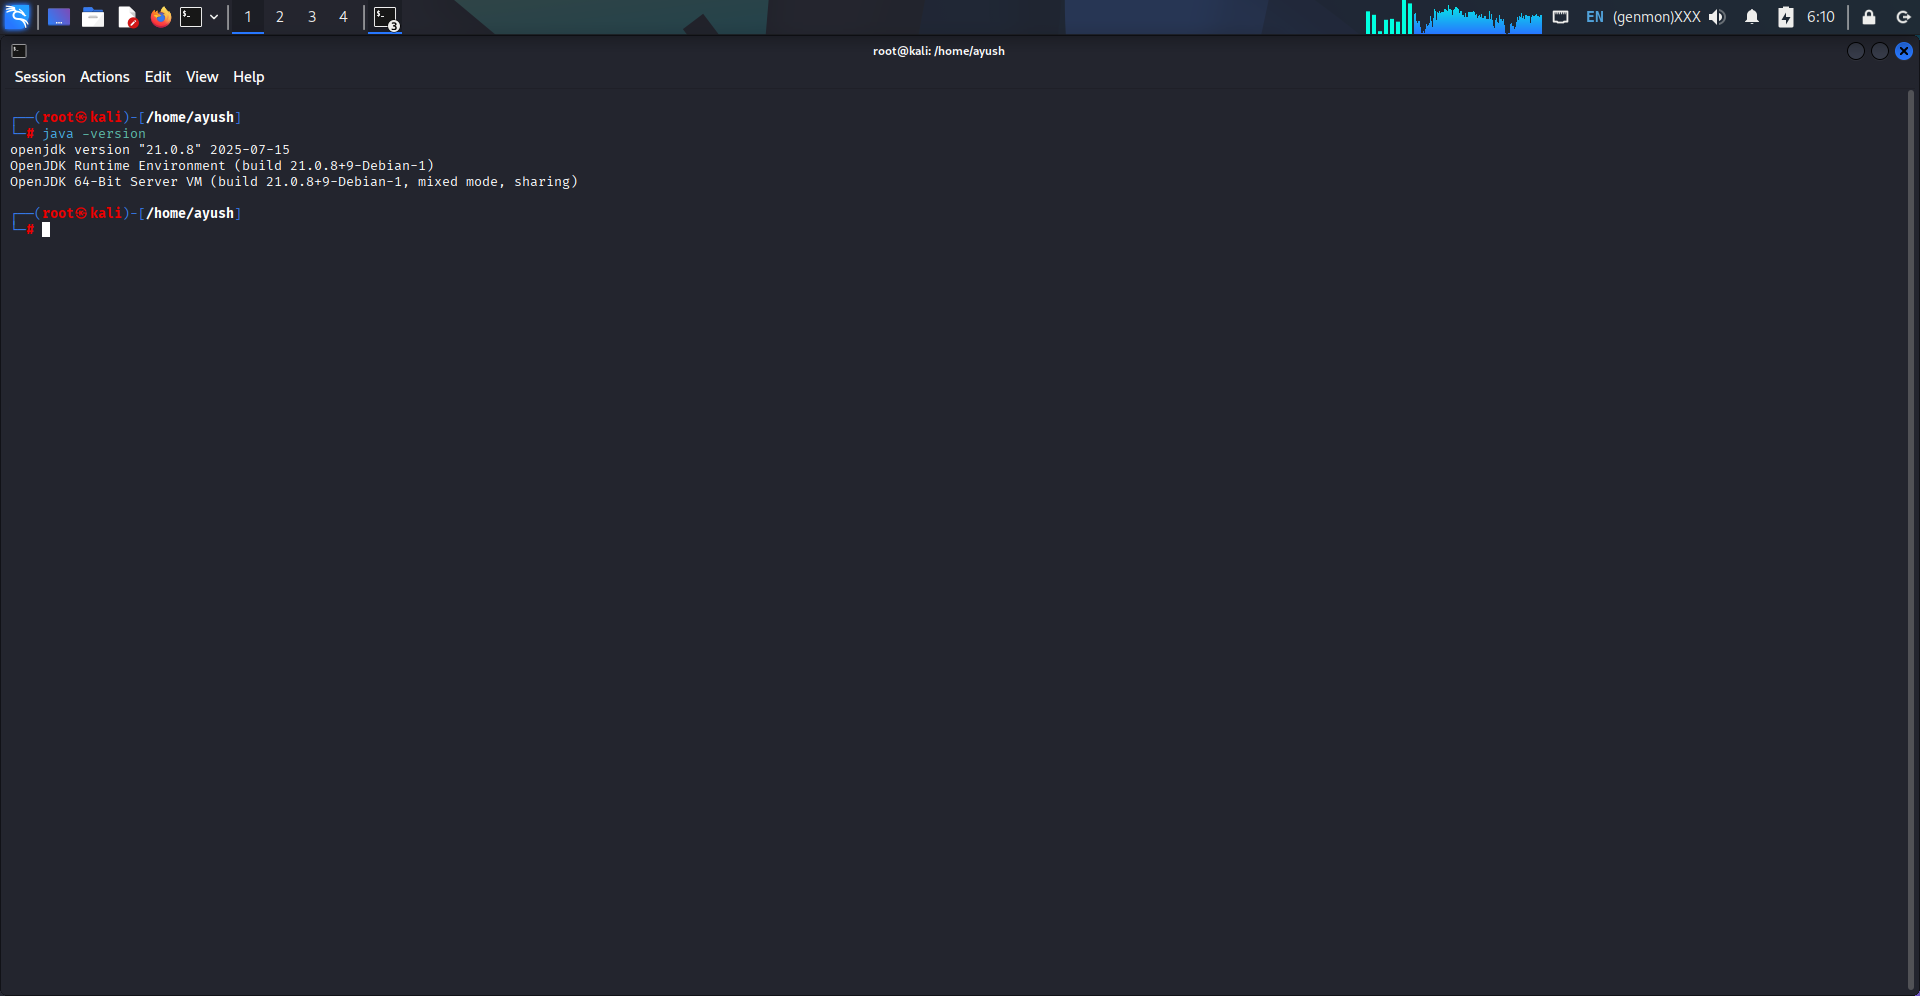 1 2 3 4 3 EN (genmon)XXX 6:10
root@kali: /home/ayush
Session Actions Edit View Help
┌──(root㉿kali)-[/home/ayush]
└─# java -version
openjdk version "21.0.8" 2025-07-15
OpenJDK Runtime Environment (build 21.0.8+9-Debian-1)
OpenJDK 64-Bit Server VM (build 21.0.8+9-Debian-1, mixed mode, sharing)
┌──(root㉿kali)-[/home/ayush]
└─#